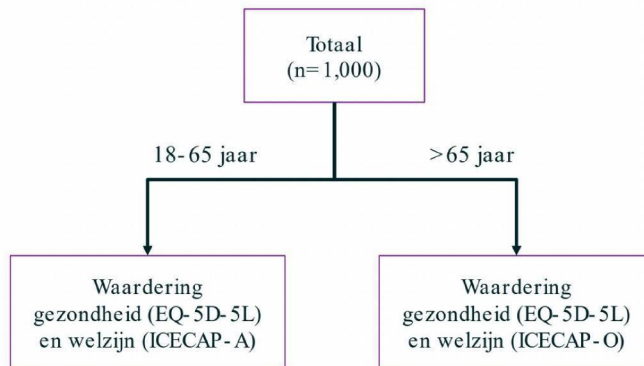 Totaal
(n=1,000)
18-65 jaar
>65 jaar
Waardering
gezondheid (EQ-5D-5L)
en welzijn (ICECAP-A)
Waardering
gezondheid (EQ-5D-5L)
en welzijn (ICECAP-O)